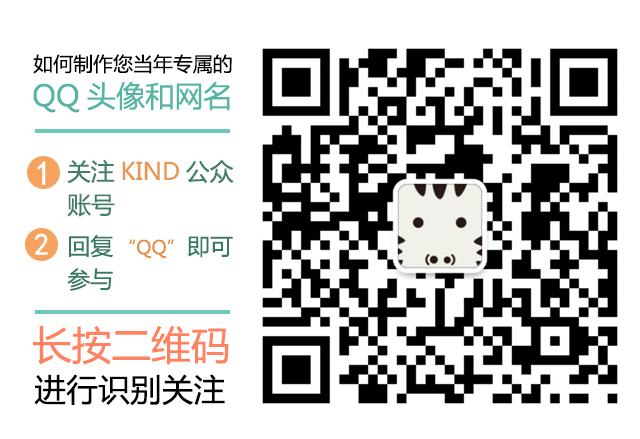 如何制作您当年专属的
QQ 头像和网名
1 关注 KIND 公众
账号
2 回复 “QQ” 即可
参与
长按二维码
进行识别关注